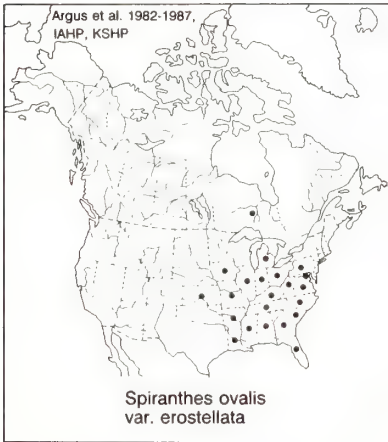 Argus et al. 1982-1987,
IAHP, KSHP
Spiranthes ovalis
var. erostellata